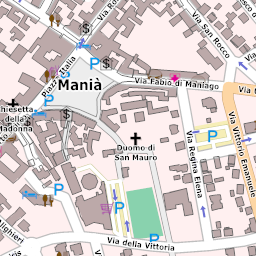 Via San Rocco
Piazza Italia
Manià
Via Fabio di Maniago
Chiesetta
della
Madonna
Duomo di
San Mauro
Via Regina Elena
Via Vittorio Emanuele
Alighieri
Via della Vittoria